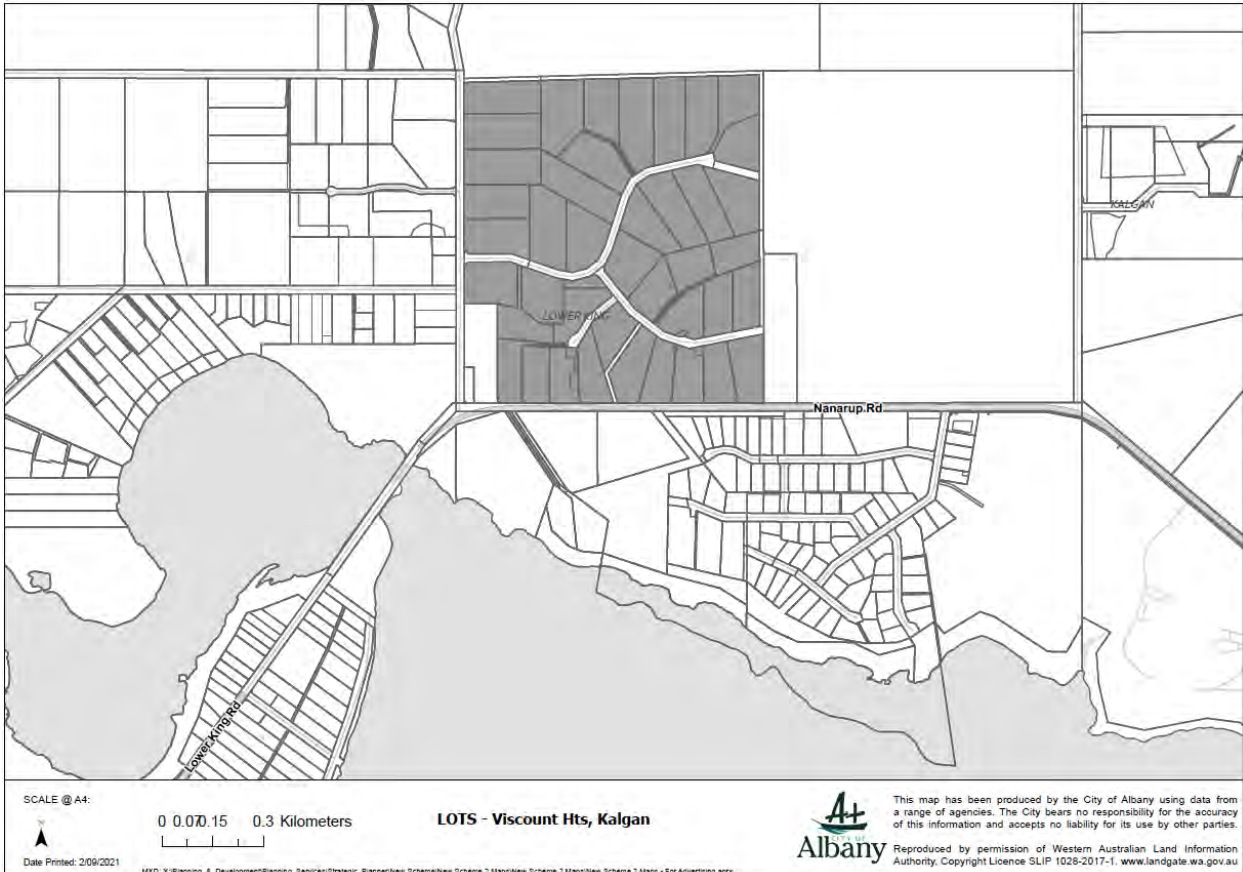 KALGAN
LOWER KING
Nanarup Rd
Lower King Rd
SCALE @ A4:
N
Date Printed: 2/09/2021
0 0.07 0.15 0.3 Kilometers
LOTS - Viscount Hts, Kalgan
CITY OF
Albany
This map has been produced by the City of Albany using data from
a range of agencies. The City bears no responsibility for the accuracy
of this information and accepts no liability for its use by other parties.
Reproduced by permission of Western Australian Land Information
Authority, Copyright Licence SLIP 1028-2017-1. www.landgate.wa.gov.au